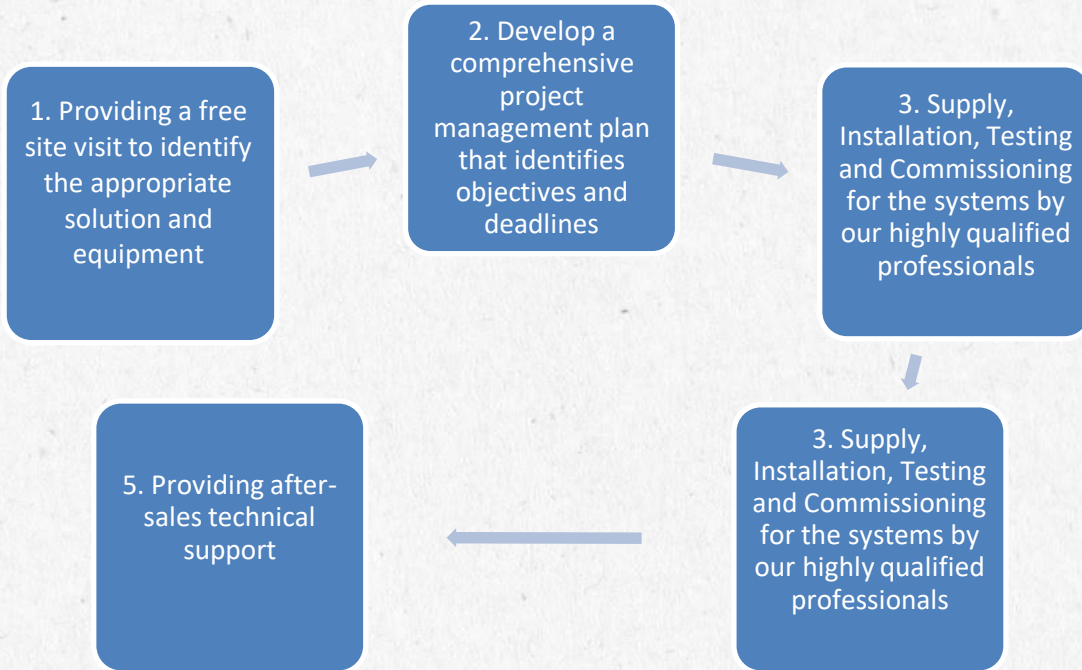 1. Providing a free
site visit to identify
the appropriate
solution and
equipment
2. Develop a
comprehensive
project
management plan
that identifies
objectives and
deadlines
3. Supply,
Installation, Testing
and Commissioning
for the systems by
our highly qualified
professionals
3. Supply,
Installation, Testing
and Commissioning
for the systems by
our highly qualified
professionals
5. Providing after-
sales technical
support